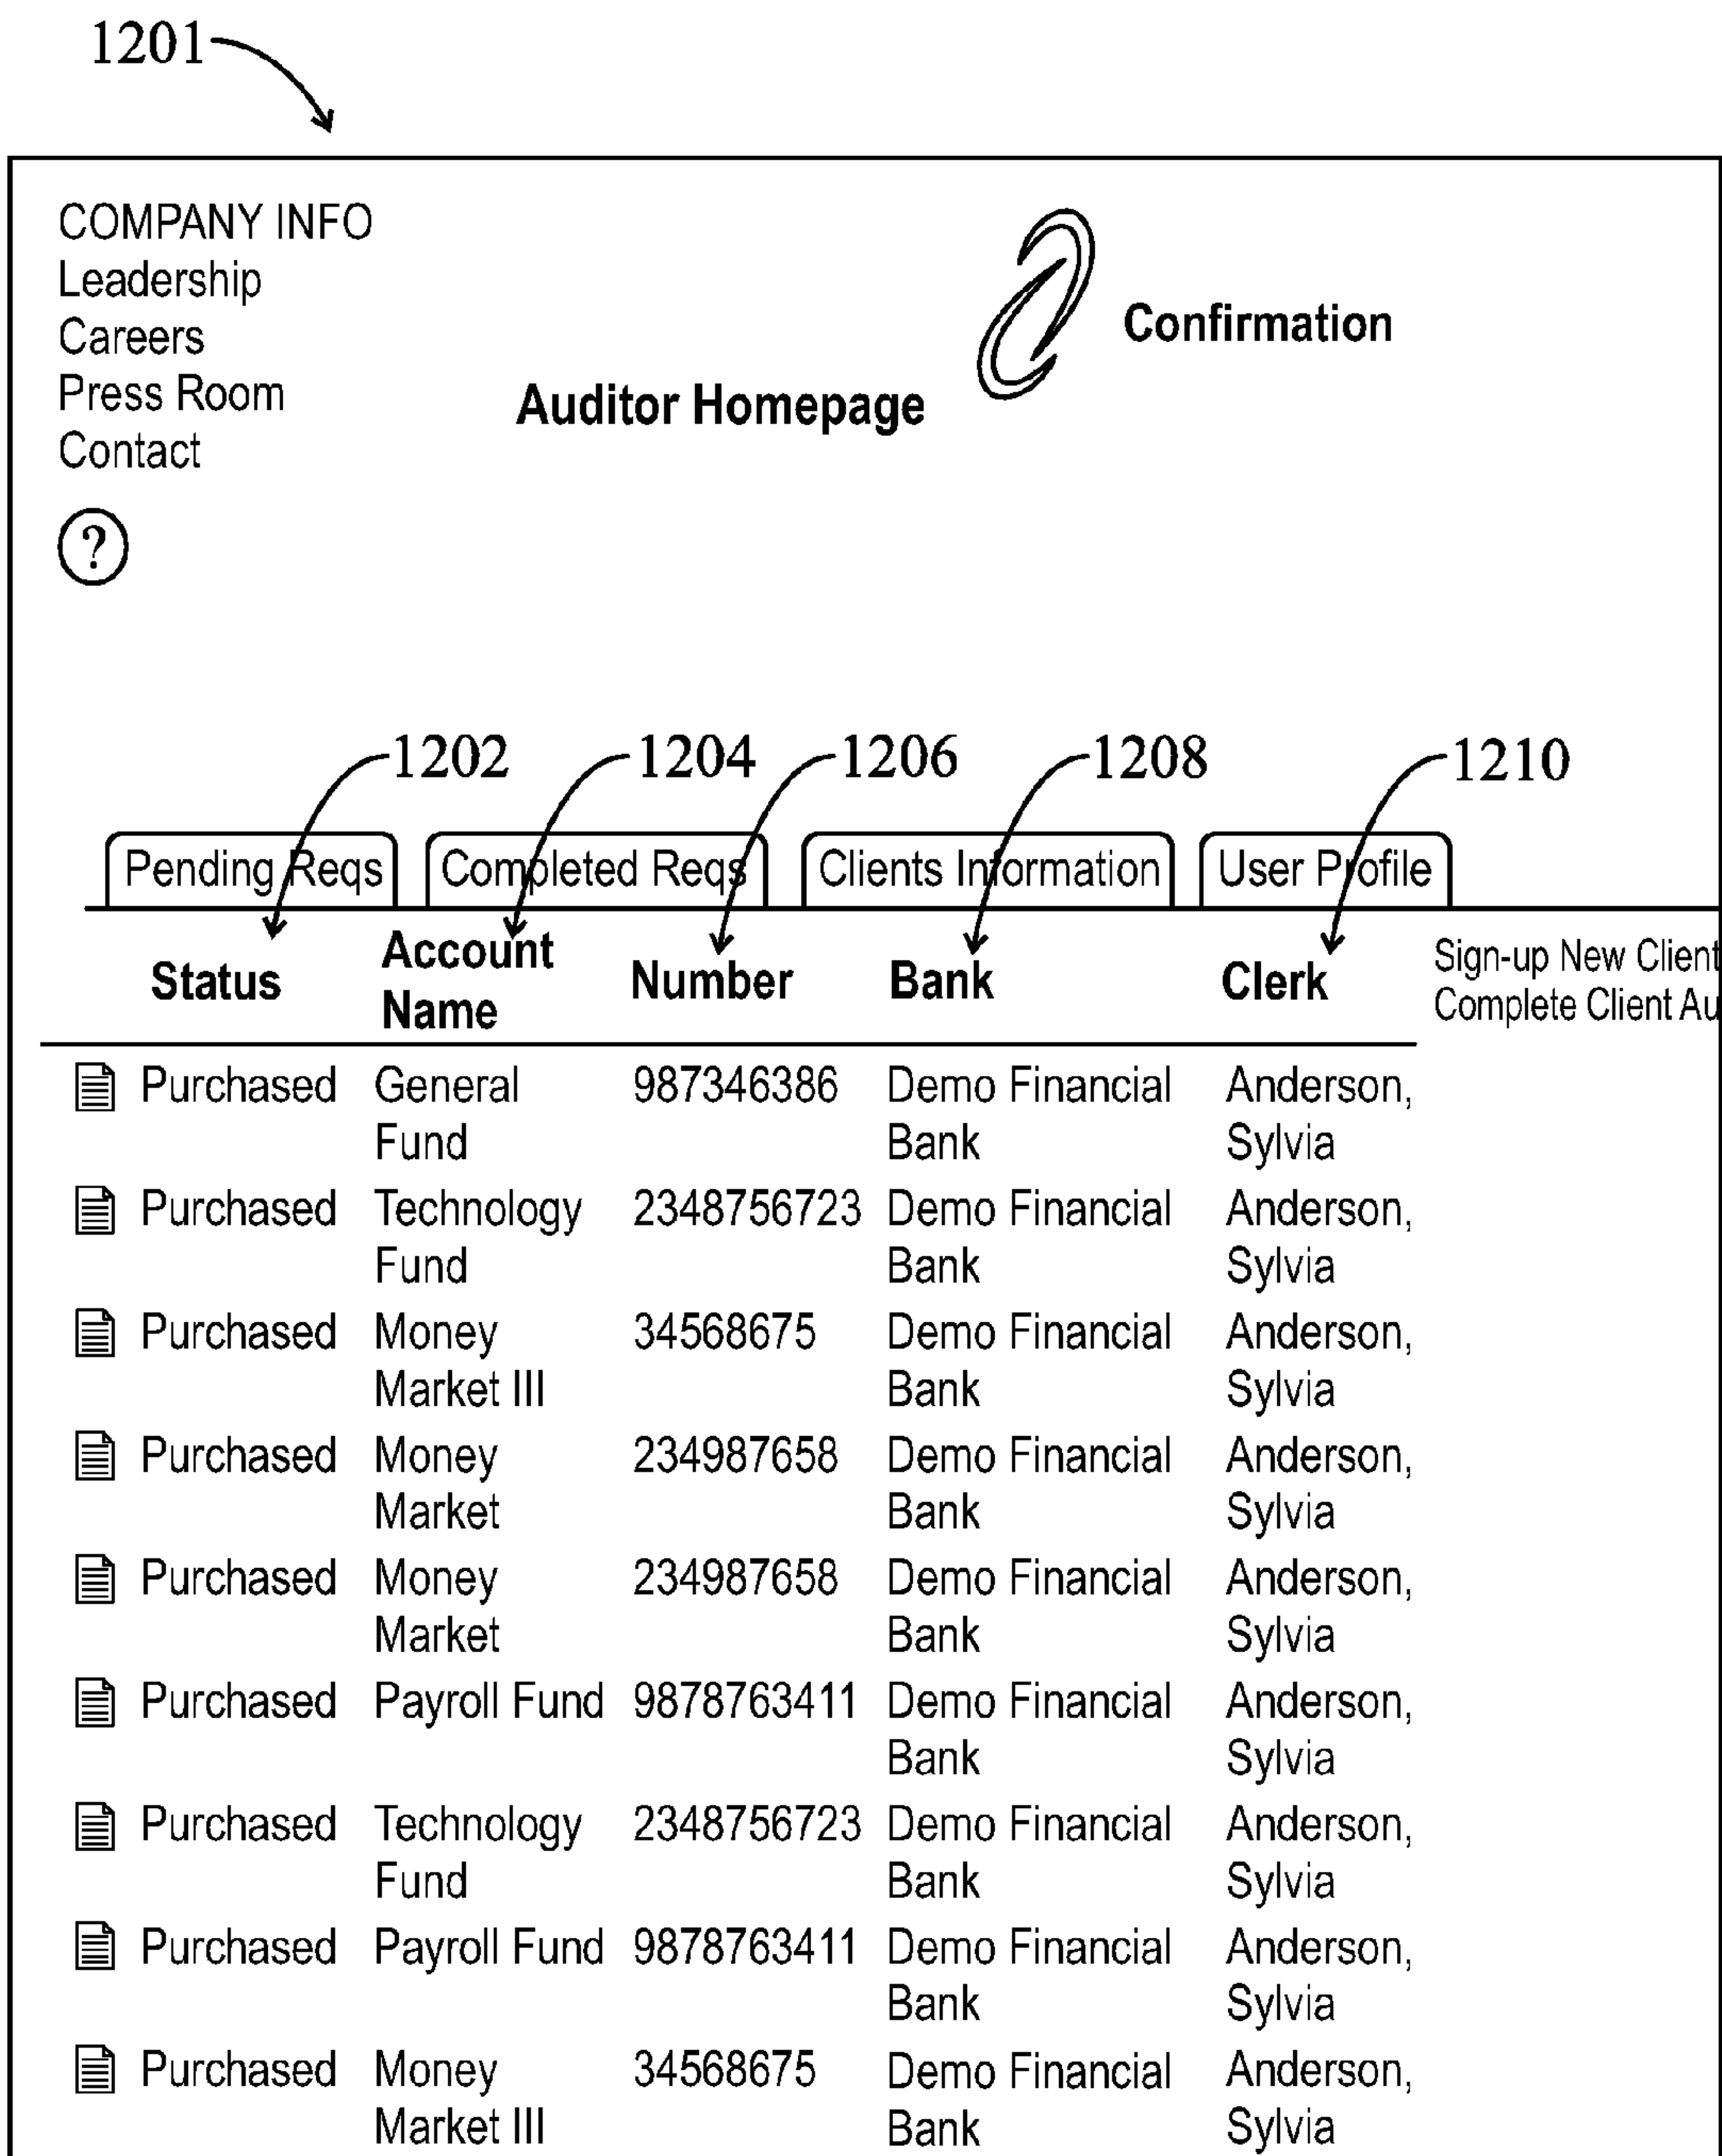 1201
COMPANY INFO
Leadership
Careers
Press Room
Contact
?
Confirmation
Auditor Homepage
1202 1204 1206 1208 1210
Pending Reqs Completed Reqs Clients Information User Profile
Status Account Name Number Bank Clerk
Sign-up New Client
Complete Client Au
Purchased General 987346386 Demo Financial Anderson,
Fund Bank Sylvia
Purchased Technology 2348756723 Demo Financial Anderson,
Fund Bank Sylvia
Purchased Money 34568675 Demo Financial Anderson,
Market III Bank Sylvia
Purchased Money 234987658 Demo Financial Anderson,
Market Bank Sylvia
Purchased Money 234987658 Demo Financial Anderson,
Market Bank Sylvia
Purchased Payroll Fund 9878763411 Demo Financial Anderson,
Bank Sylvia
Purchased Technology 2348756723 Demo Financial Anderson,
Fund Bank Sylvia
Purchased Payroll Fund 9878763411 Demo Financial Anderson,
Bank Sylvia
Purchased Money 34568675 Demo Financial Anderson,
Market III Bank Sylvia